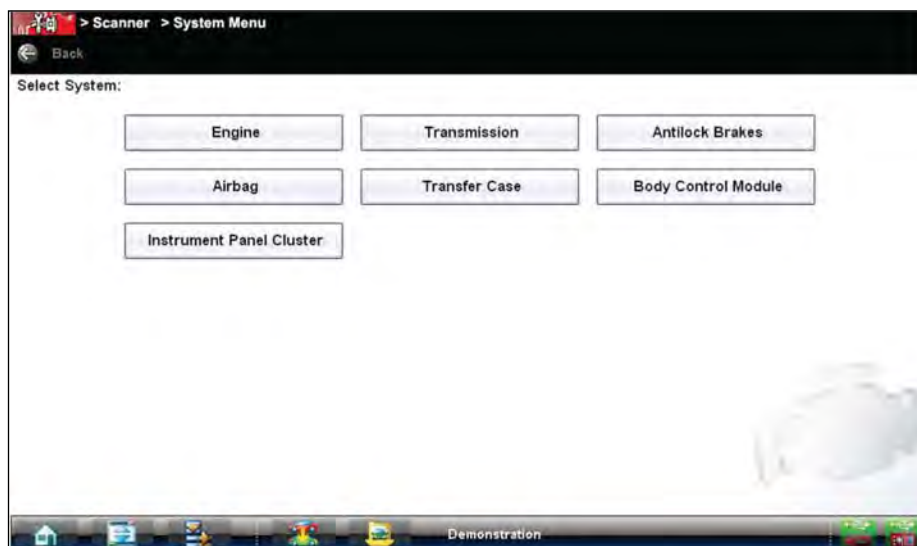 > Scanner > System Menu
Back
Select System:
Engine Transmission Antilock Brakes
Airbag Transfer Case Body Control Module
Instrument Panel Cluster
Demonstration